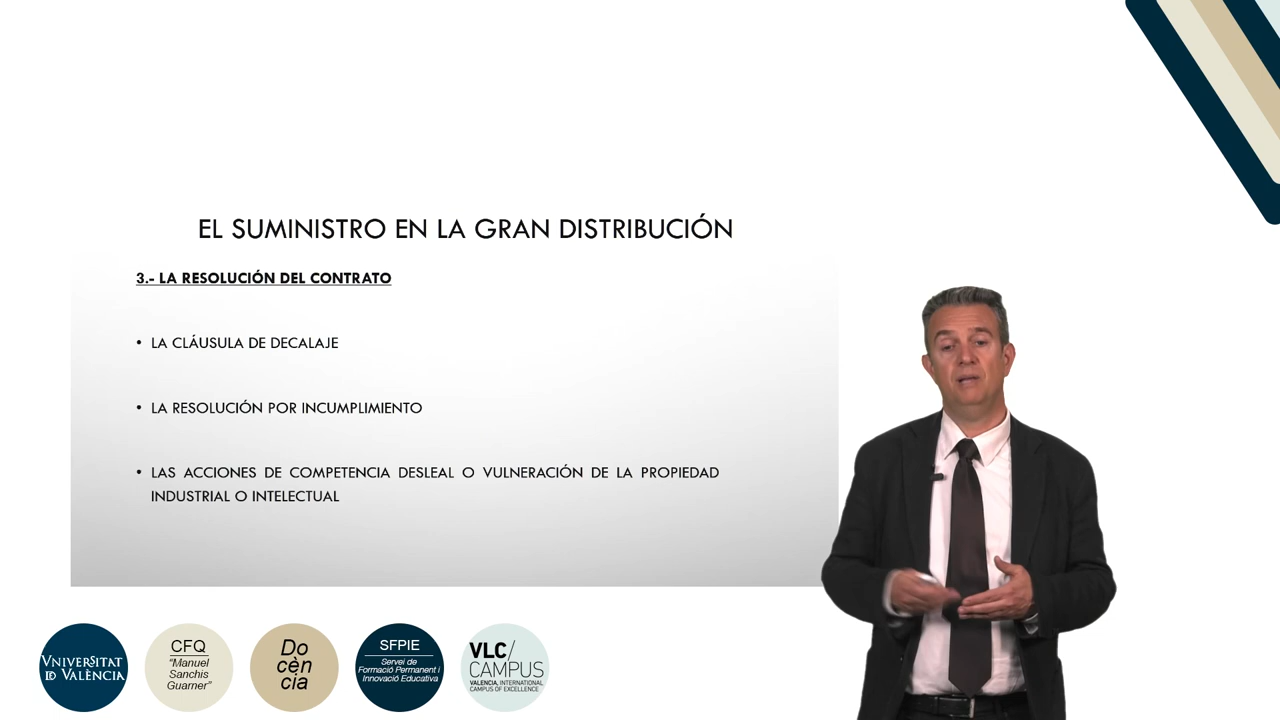 EL SUMINISTRO EN LA GRAN DISTRIBUCIÓN
3.- LA RESOLUCIÓN DEL CONTRATO
• LA CLÁUSULA DE DECALAJE
• LA RESOLUCIÓN POR INCUMPLIMIENTO
• LAS ACCIONES DE COMPETENCIA DESLEAL O VULNERACIÓN DE LA PROPIEDAD
INDUSTRIAL O INTELECTUAL
VNIVERSITAT
ID VALÈNCIA
CFQ
"Manuel
Sanchis
Guarner"
Do
cèn
cia
SFPIE
Servei de
Formació Permanent i
Innovació Educativa
VLC/
CAMPUS
VALENCIA, INTERNATIONAL
CAMPUS OF EXCELLENCE